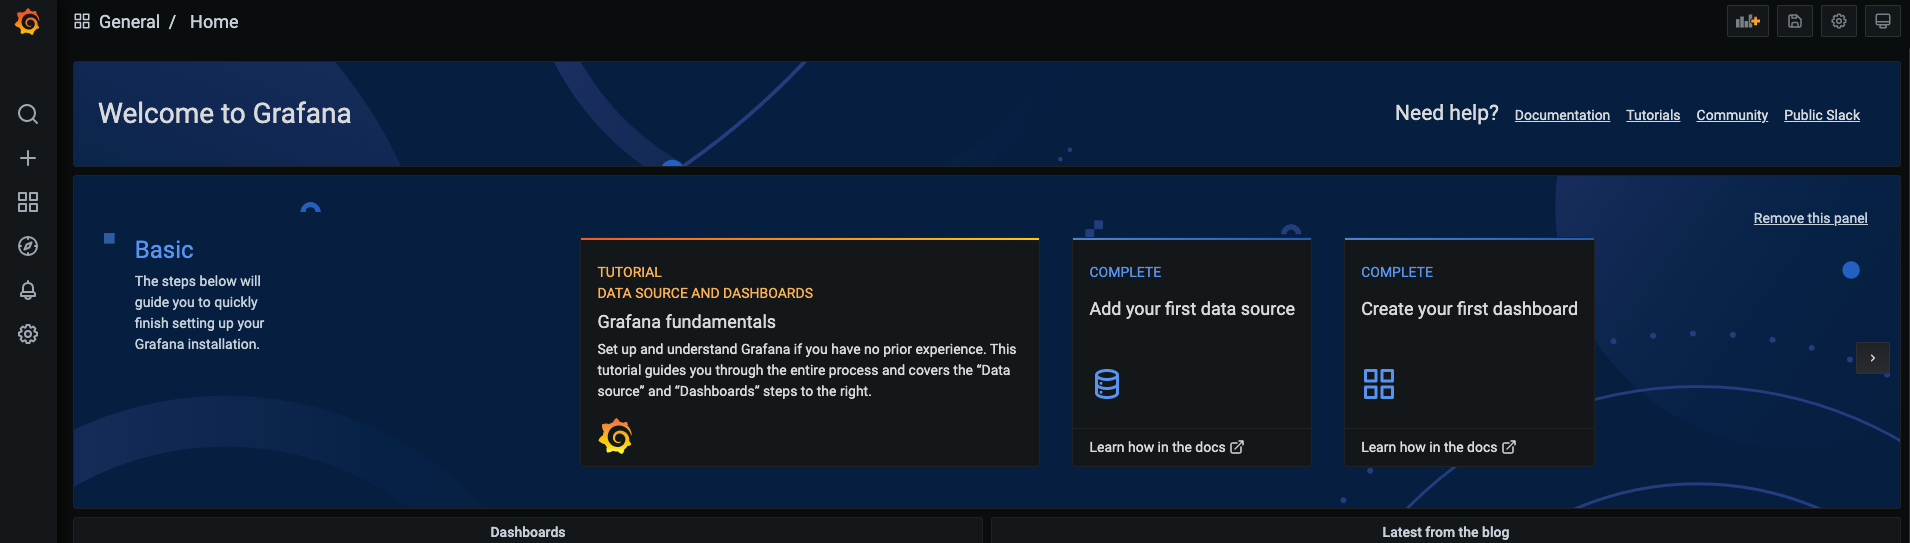 General / Home
Welcome to Grafana
Need help? Documentation Tutorials Community Public Slack
Remove this panel
Basic
The steps below will
guide you to quickly
finish setting up your
Grafana installation.
TUTORIAL
DATA SOURCE AND DASHBOARDS
Grafana fundamentals
Set up and understand Grafana if you have no prior experience. This
tutorial guides you through the entire process and covers the “Data
source” and “Dashboards” steps to the right.
COMPLETE
Add your first data source
Learn how in the docs
COMPLETE
Create your first dashboard
Learn how in the docs
Dashboards
Latest from the blog